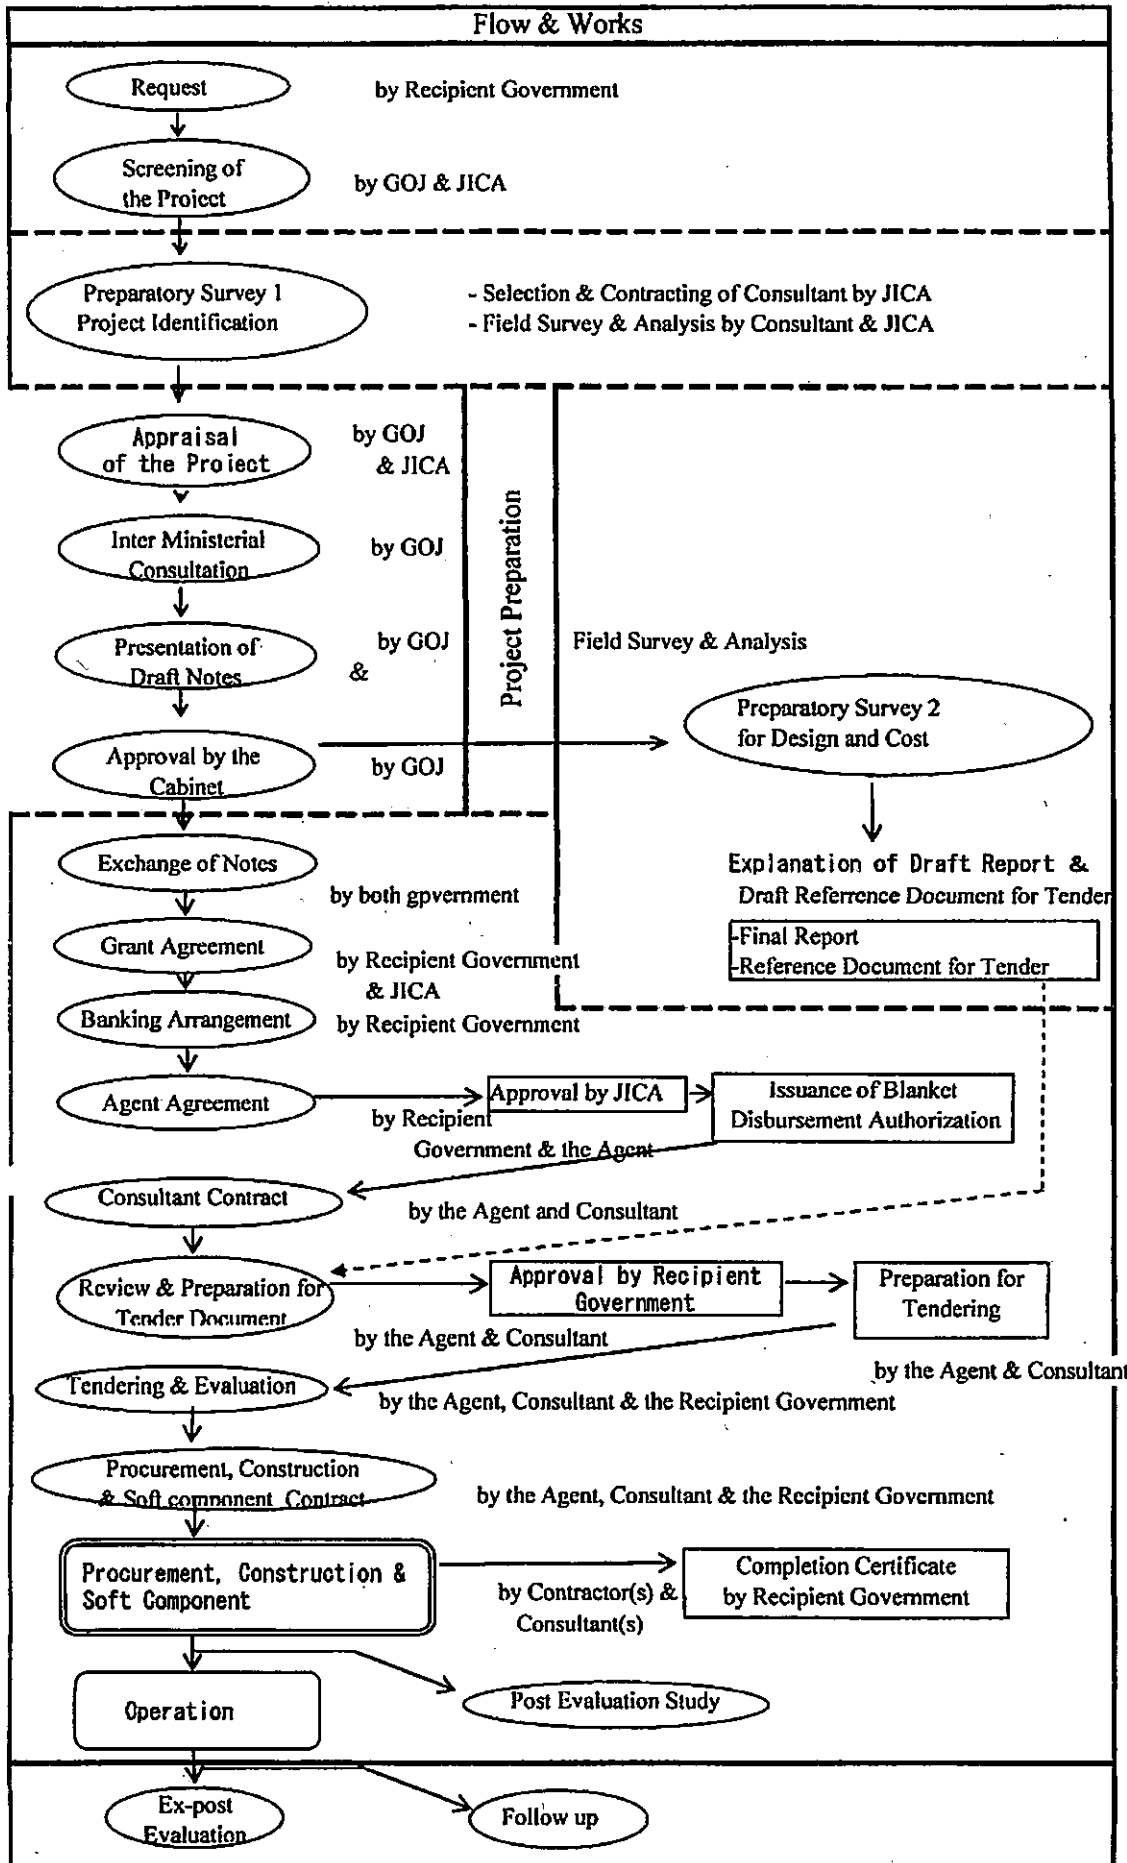 Flow & Works
Request
by Recipient Government
Screening of
the Project
by GOJ & JICA
Preparatory Survey 1
Project Identification
- Selection & Contracting of Consultant by JICA
- Field Survey & Analysis by Consultant & JICA
Appraisal
of the Project
by GOJ
& JICA
Inter Ministerial
Consultation
by GOJ
Presentation of
Draft Notes
by GOJ
&
Approval by the
Cabinet
by GOJ
Project Preparation
Field Survey & Analysis
Preparatory Survey 2
for Design and Cost
Explanation of Draft Report &
Draft Referrence Document for Tender
-Final Report
-Reference Document for Tender
Exchange of Notes
by both gpvernment
Grant Agreement
by Recipient Government
& JICA
Banking Arrangement
by Recipient Government
Agent Agreement
by Recipient
Government & the Agent
Approval by JICA
Issuance of Blanket
Disbursement Authorization
Consultant Contract
by the Agent and Consultant
Review & Preparation for
Tender Document
by the Agent & Consultant
Approval by Recipient
Government
Preparation for
Tendering
by the Agent & Consultant
Tendering & Evaluation
by the Agent, Consultant & the Recipient Government
Procurement, Construction
& Soft component Contract
by the Agent, Consultant & the Recipient Government
Procurement, Construction &
Soft Component
by Contractor(s) &
Consultant(s)
Completion Certificate
by Recipient Government
Operation
Post Evaluation Study
Ex-post
Evaluation
Follow up